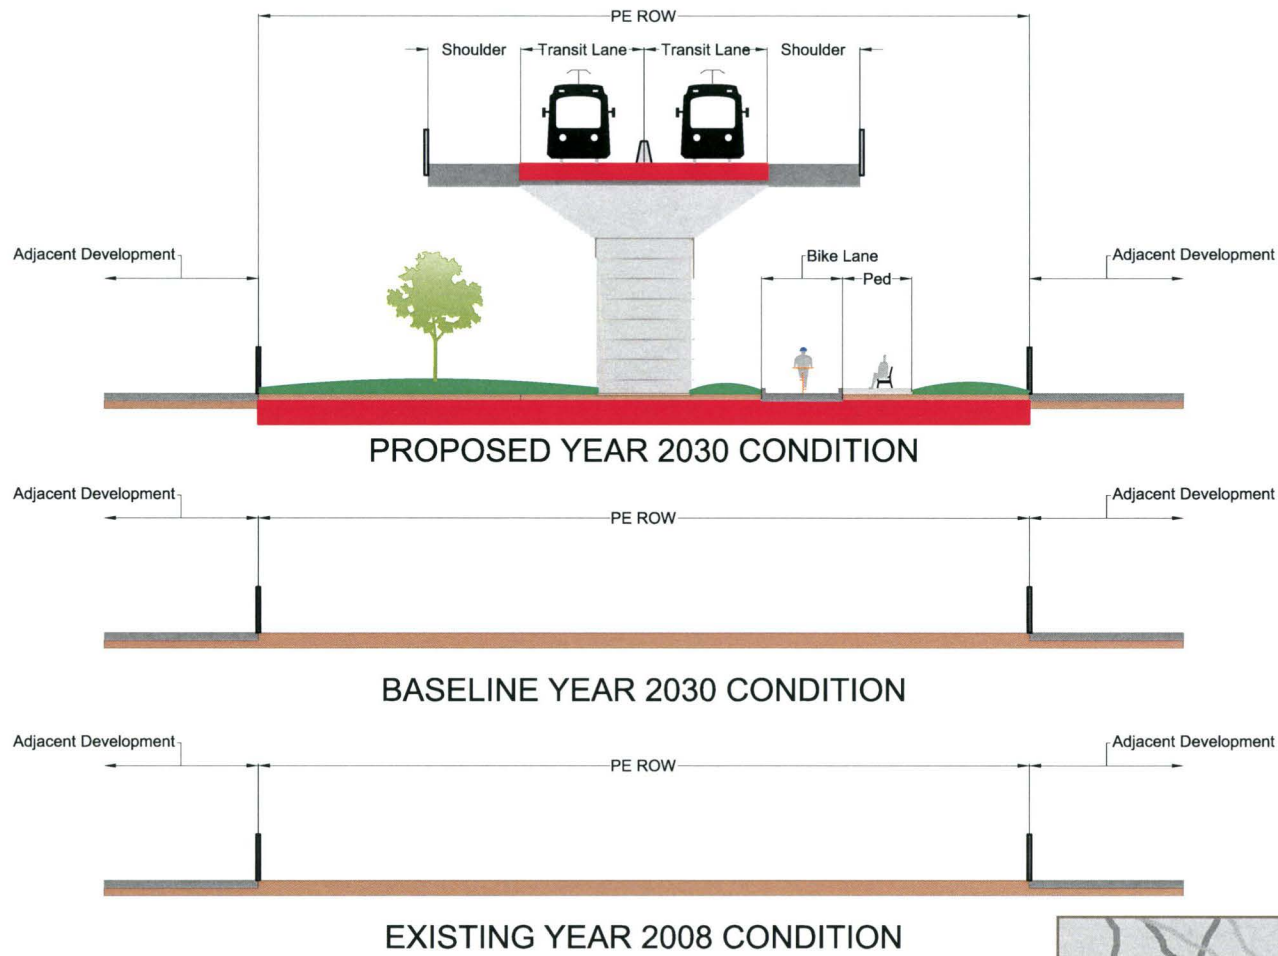 PE ROW
Shoulder Transit Lane Transit Lane Shoulder
Adjacent Development
Adjacent Development
Bike Lane
Ped
PROPOSED YEAR 2030 CONDITION
Adjacent Development
Adjacent Development
PE ROW
BASELINE YEAR 2030 CONDITION
Adjacent Development
Adjacent Development
PE ROW
EXISTING YEAR 2008 CONDITION